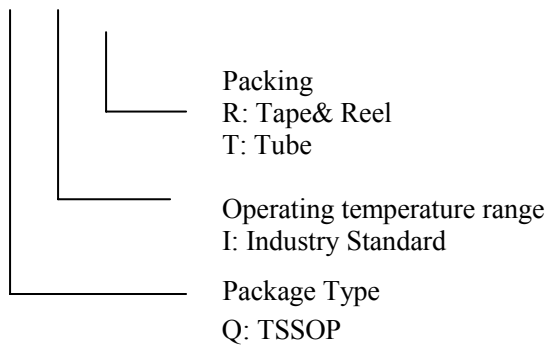 Packing
R: Tape& Reel
T: Tube
Operating temperature range
I: Industry Standard
Package Type
Q: TSSOP